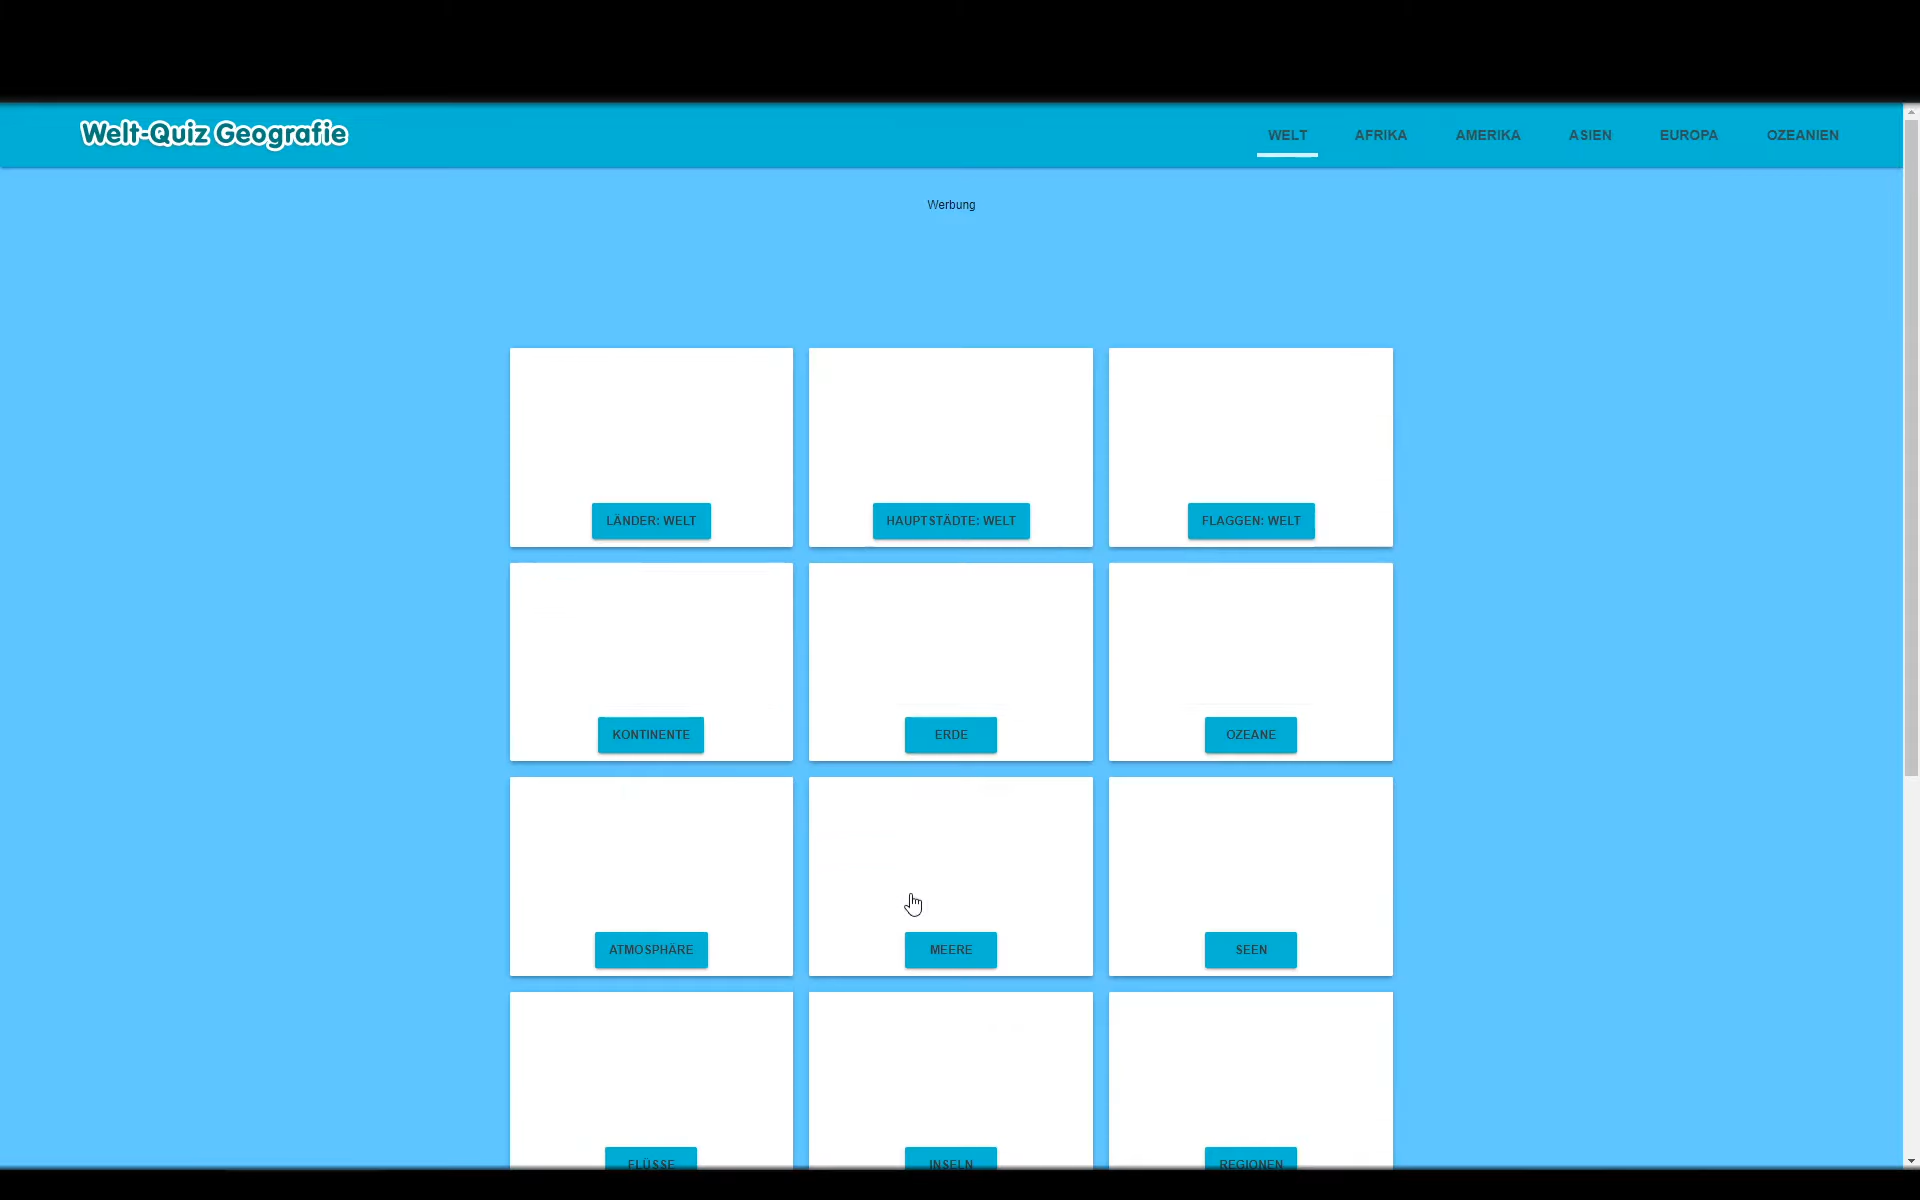 Welt-Quiz Geografie
WELT AFRIKA AMERIKA ASIEN EUROPA OZEANIEN
Werbung
LÄNDER: WELT HAUPTSTÄDTE: WELT FLAGGEN: WELT
KONTINENTE ERDE OZEANE
ATMOSPHÄRE MEERE SEEN
FLÜSSE INSELN REGIONEN